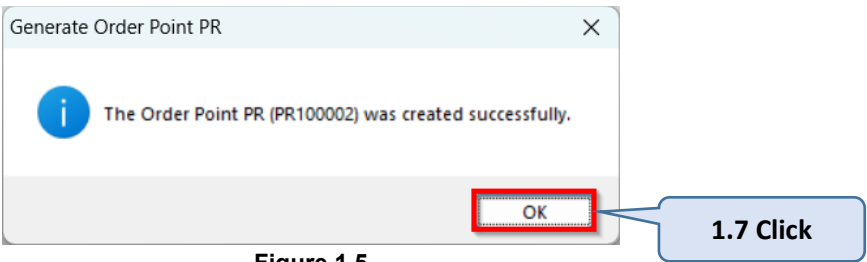 Generate Order Point PR
The Order Point PR (PR100002) was created successfully.
OK
1.7 Click
Figure 1.5